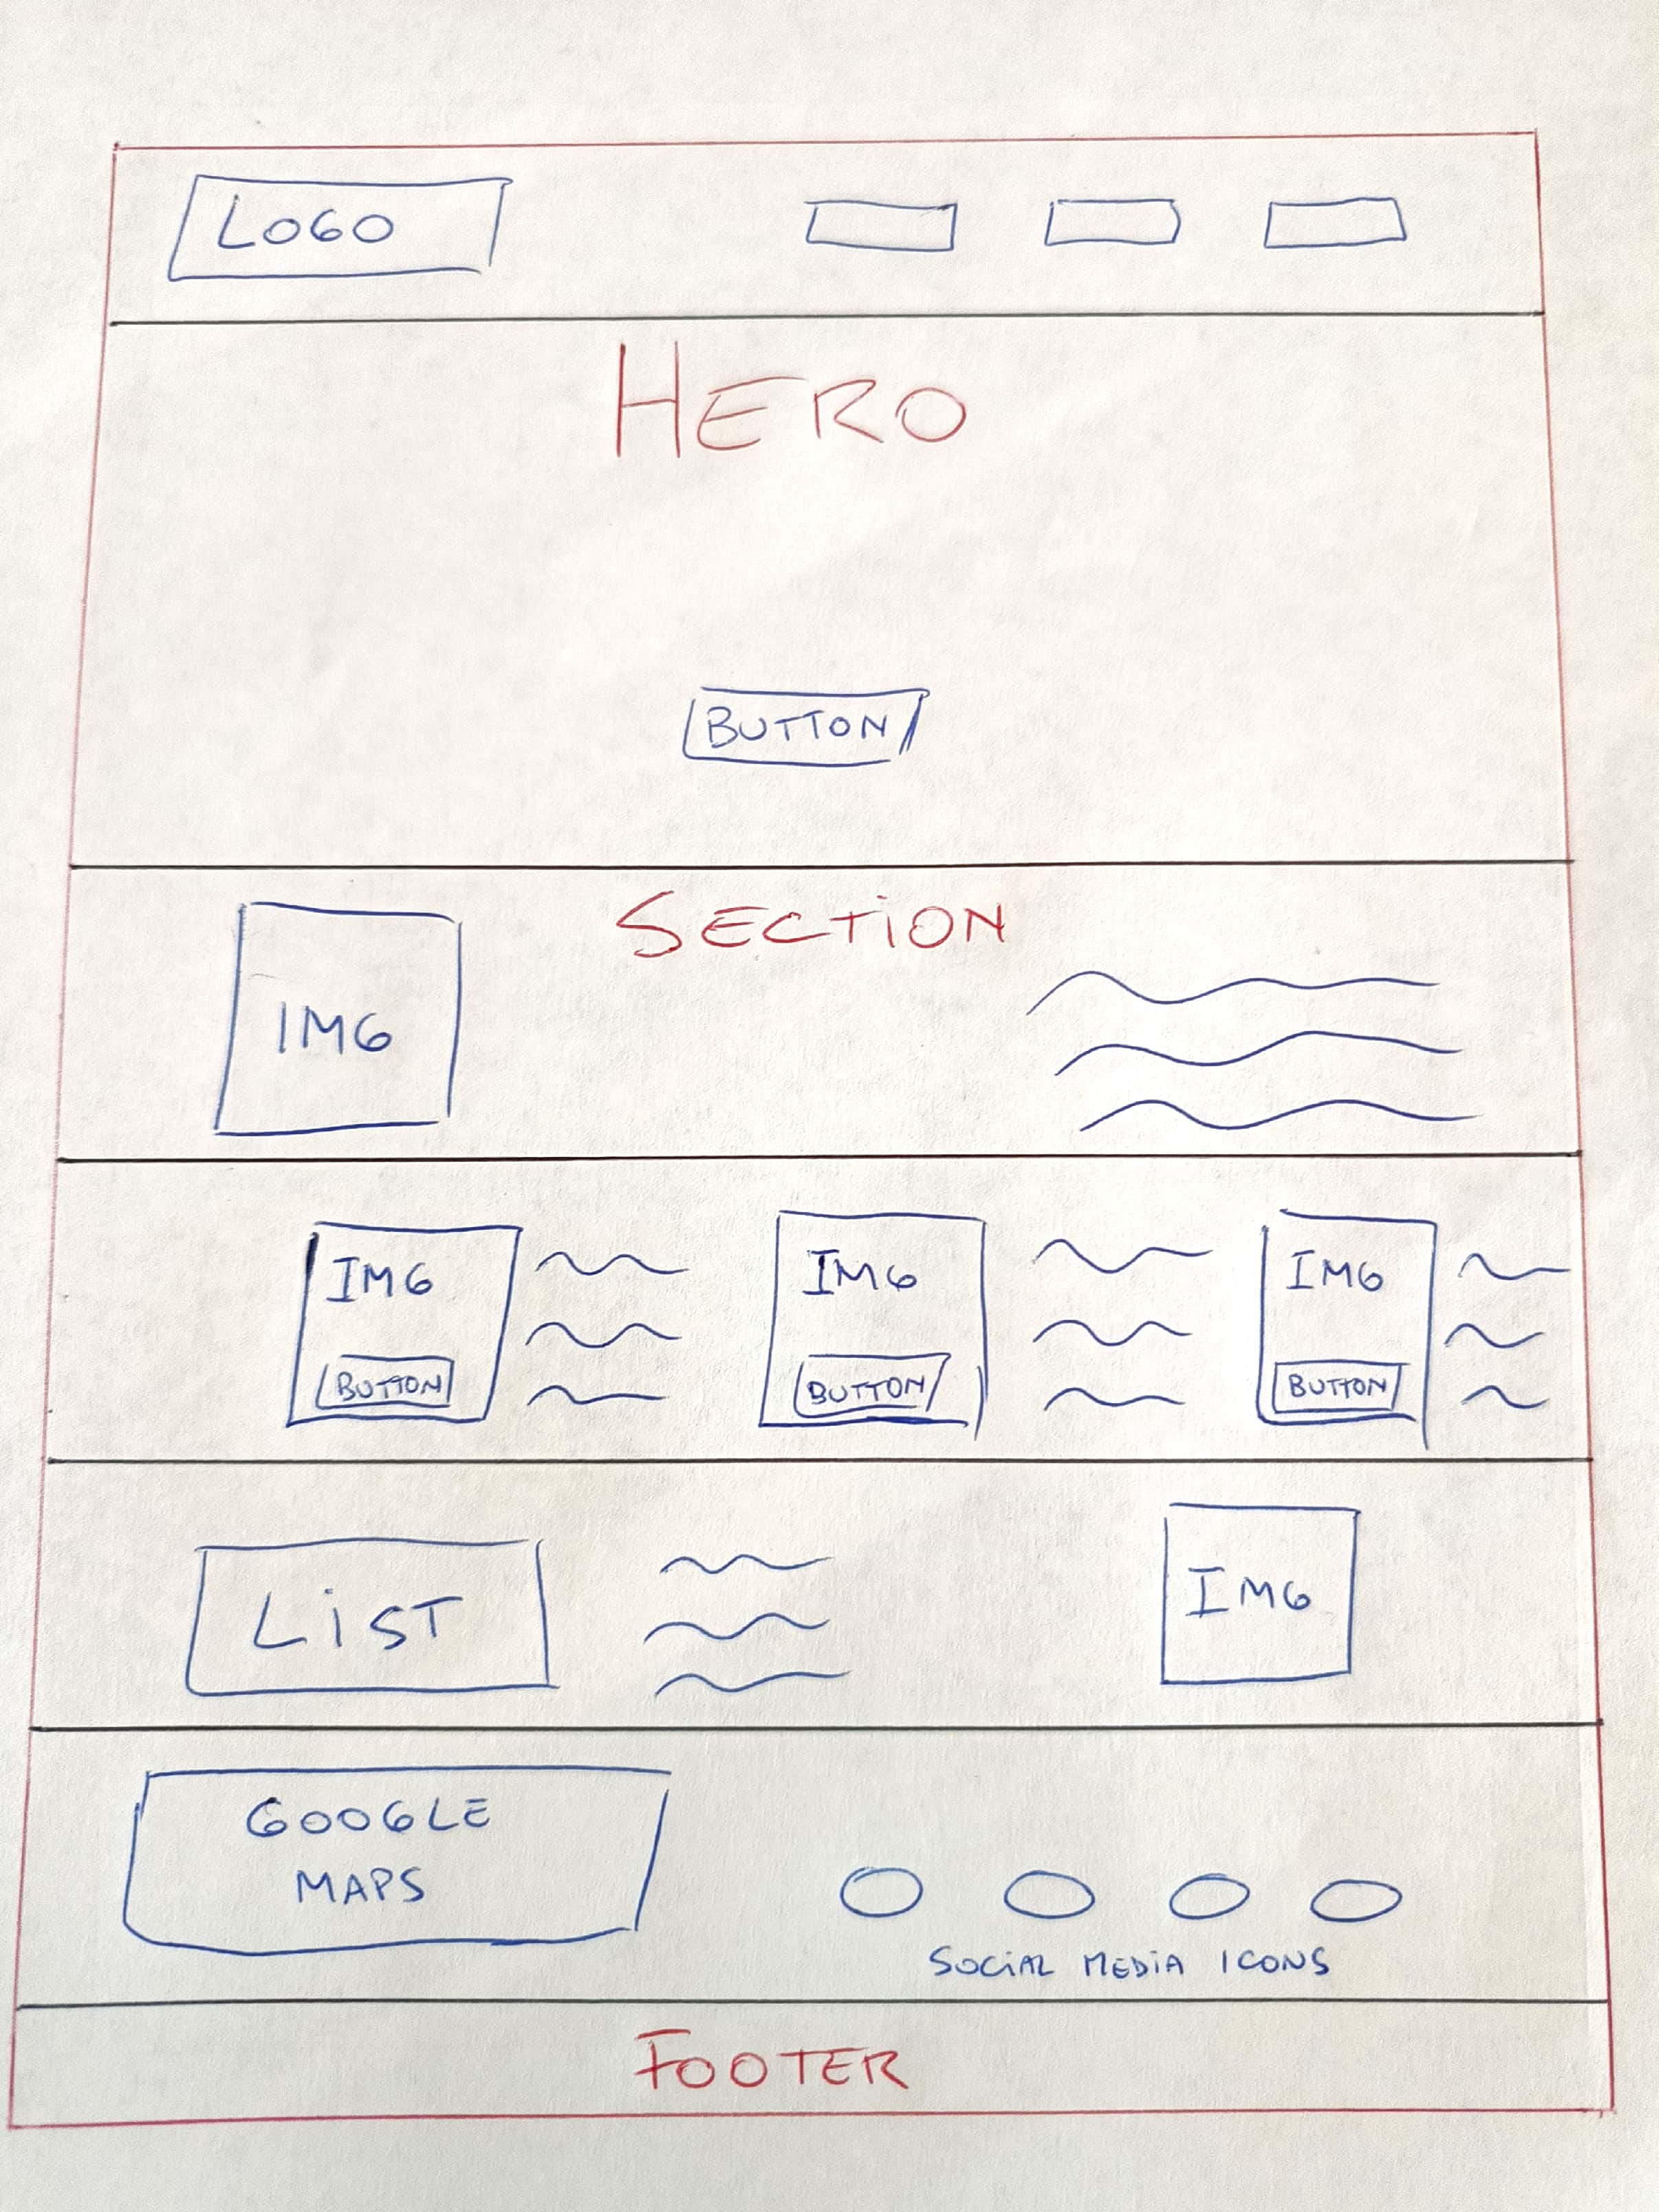 LOGO
HERO
BUTTON
SECTION
IMG
IMG
BUTTON
IMG
BUTTON
IMG
BUTTON
LIST
IMG
GOOGLE
MAPS
SOCIAL MEDIA ICONS
FOOTER